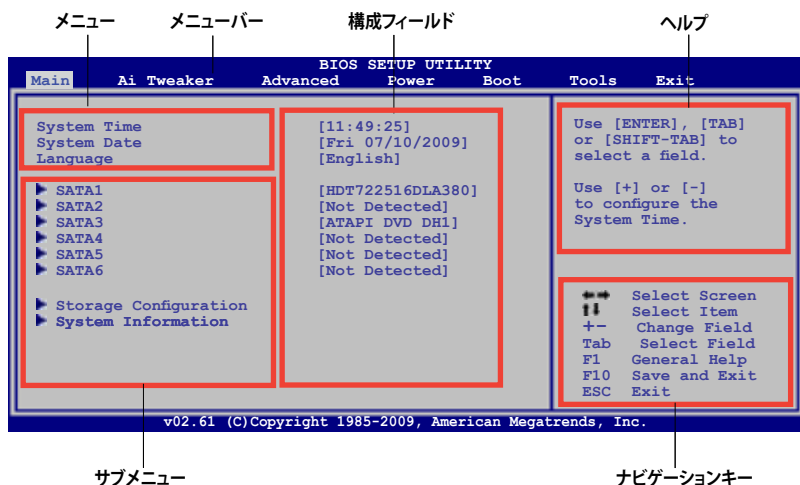 メニュー メニューバー 構成フィールド ヘルプ
BIOS SETUP UTILITY
Main Ai Tweaker Advanced Power Boot Tools Exit
System Time [11:49:25]
System Date [Fri 07/10/2009]
Language [English]
SATA1 [HDT722516DLA380]
SATA2 [Not Detected]
SATA3 [ATAPI DVD DH1]
SATA4 [Not Detected]
SATA5 [Not Detected]
SATA6 [Not Detected]
Storage Configuration
System Information
Use [ENTER], [TAB]
or [SHIFT-TAB] to
select a field.
Use [+] or [-]
to configure the
System Time.
←→ Select Screen
↑↓ Select Item
+- Change Field
Tab Select Field
F1 General Help
F10 Save and Exit
ESC Exit
v02.61 (C)Copyright 1985-2009, American Megatrends, Inc.
サブメニュー ナビゲーションキー